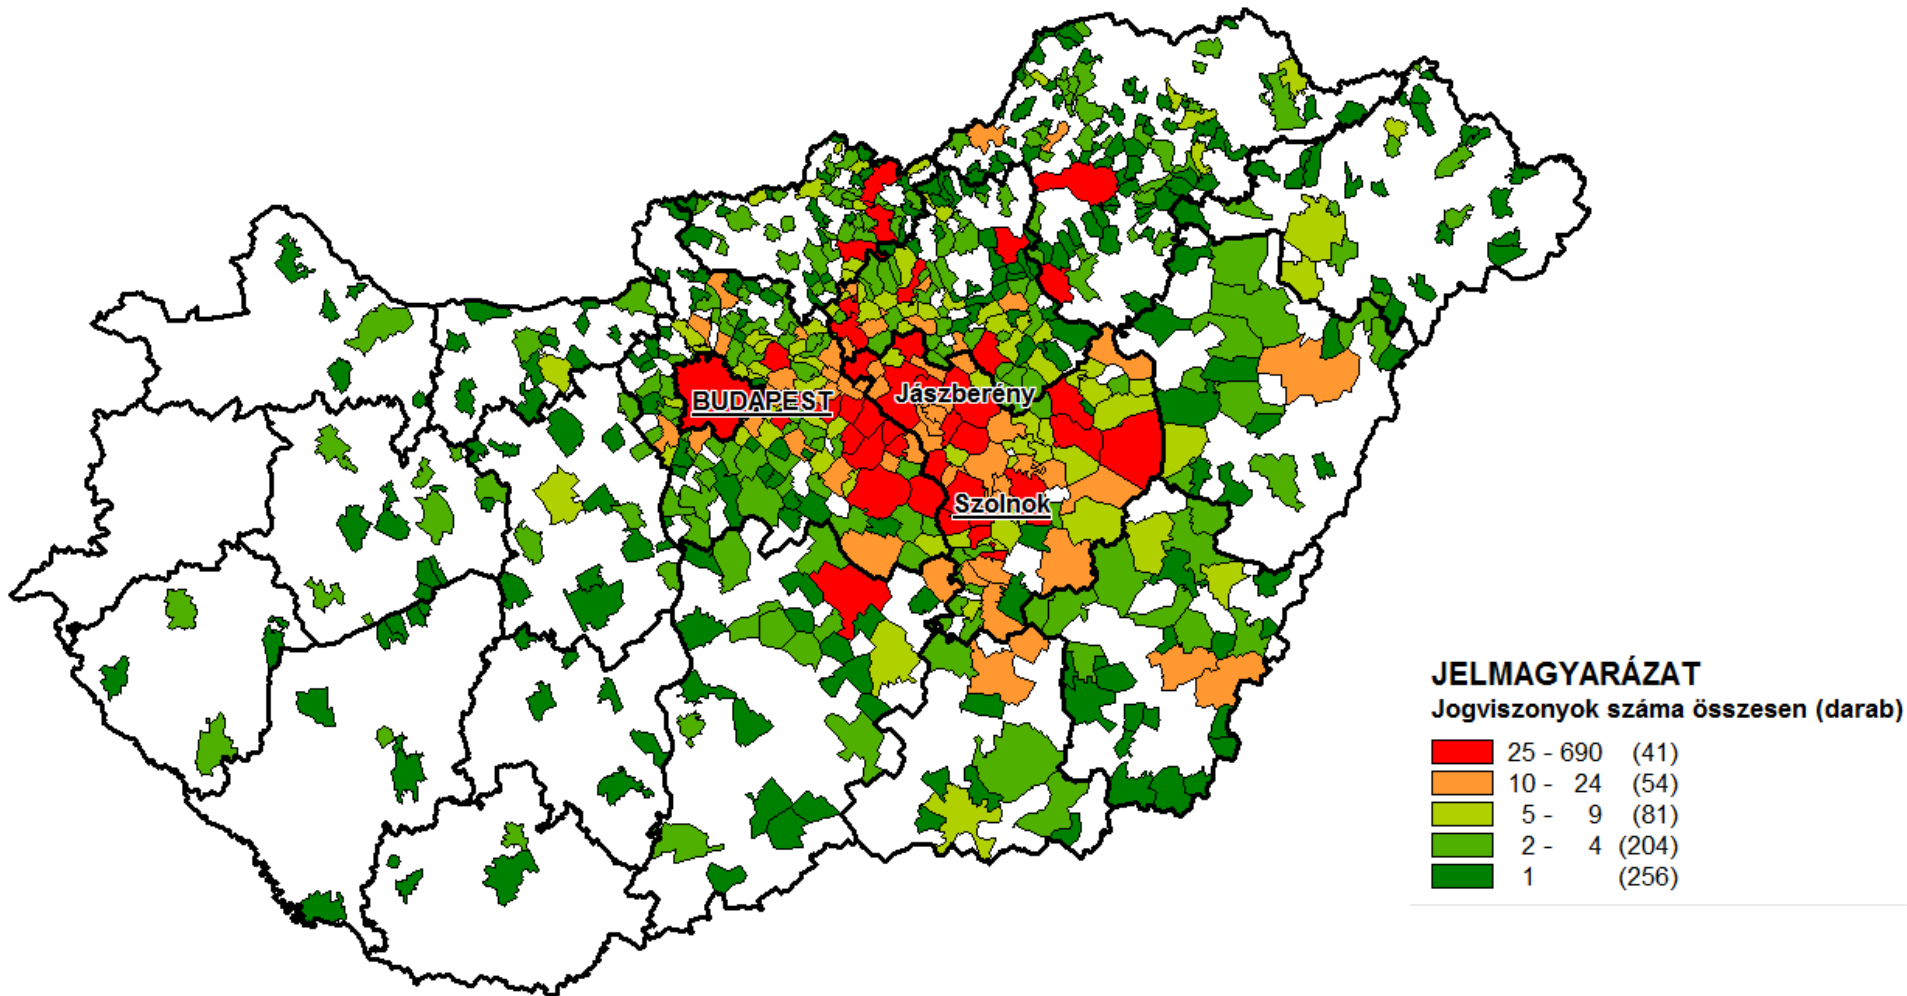 BUDAPEST
Jászberény
Szolnok
JELMAGYARÁZAT
Jogviszonyok száma összesen (darab)
25 - 690 (41)
10 - 24 (54)
5 - 9 (81)
2 - 4 (204)
1 (256)